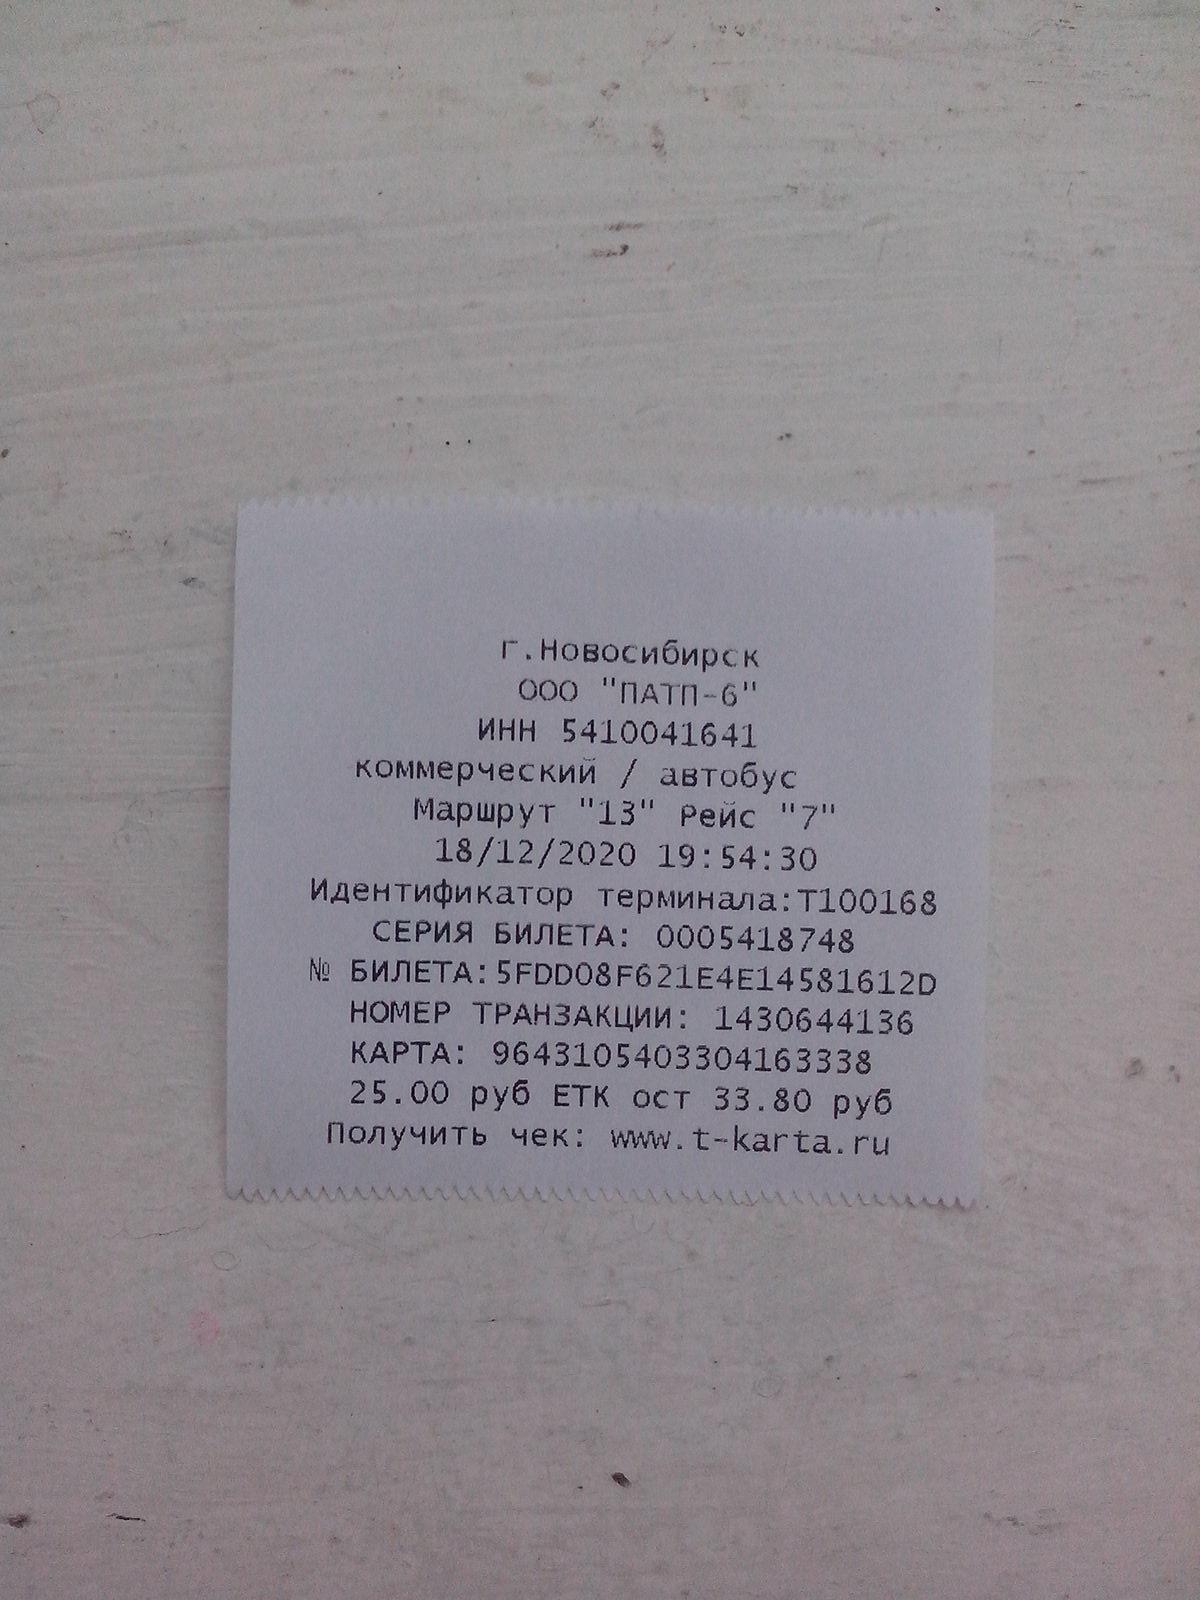 г.Новосибирск
ООО "ПАТП-6"
ИНН 5410041641
коммерческий / автобус
Маршрут "13" Рейс "7"
18/12/2020 19:54:30
Идентификатор терминала:T100168
СЕРИЯ БИЛЕТА: 0005418748
№ БИЛЕТА:5FDD08F621E4E14581612D
НОМЕР ТРАНЗАКЦИИ: 1430644136
КАРТА: 9643105403304163338
25.00 руб ЕТК ост 33.80 руб
Получить чек: www.t-karta.ru